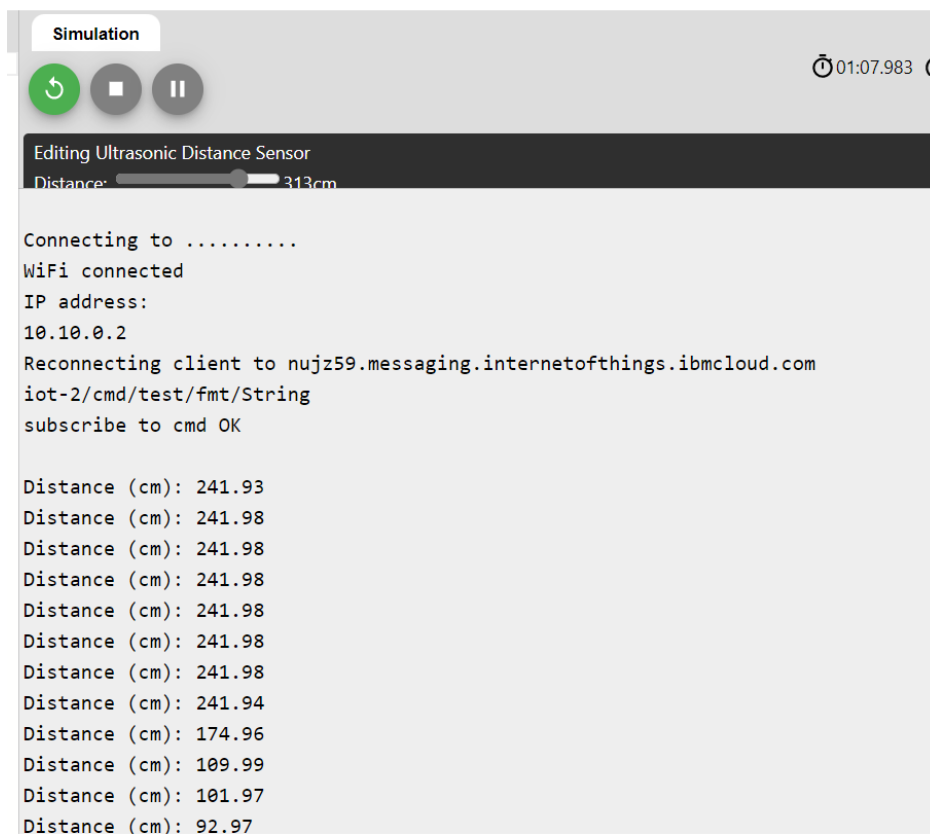 Simulation
01:07.983
Editing Ultrasonic Distance Sensor
Distance: 313cm
Connecting to ..........
WiFi connected
IP address:
10.10.0.2
Reconnecting client to nujz59.messaging.internetofthings.ibmcloud.com
iot-2/cmd/test/fmt/String
subscribe to cmd OK
Distance (cm): 241.93
Distance (cm): 241.98
Distance (cm): 241.98
Distance (cm): 241.98
Distance (cm): 241.98
Distance (cm): 241.98
Distance (cm): 241.98
Distance (cm): 241.94
Distance (cm): 174.96
Distance (cm): 109.99
Distance (cm): 101.97
Distance (cm): 92.97